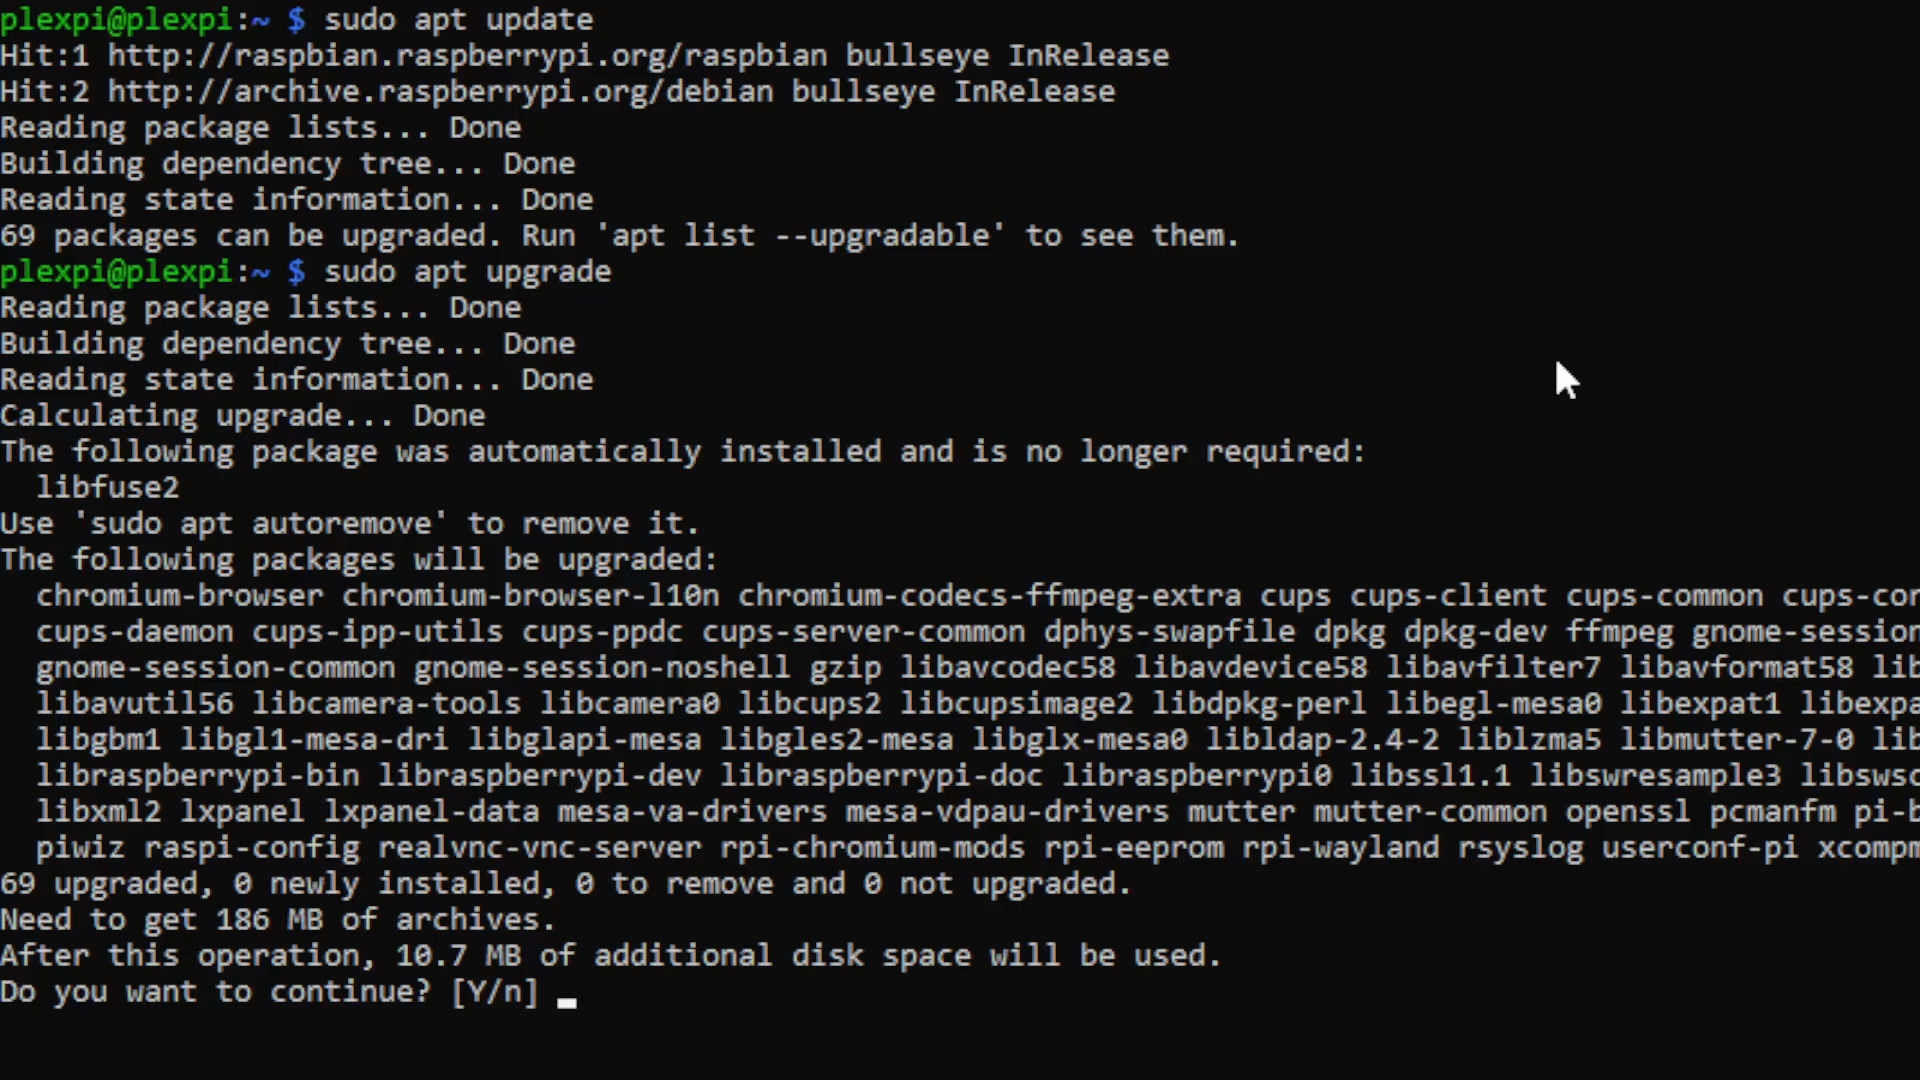 plexpi@plexpi:~ $ sudo apt update
Hit:1 http://raspbian.raspberrypi.org/raspbian bullseye InRelease
Hit:2 http://archive.raspberrypi.org/debian bullseye InRelease
Reading package lists... Done
Building dependency tree... Done
Reading state information... Done
69 packages can be upgraded. Run 'apt list --upgradable' to see them.
plexpi@plexpi:~ $ sudo apt upgrade
Reading package lists... Done
Building dependency tree... Done
Reading state information... Done
Calculating upgrade... Done
The following package was automatically installed and is no longer required:
  libfuse2
Use 'sudo apt autoremove' to remove it.
The following packages will be upgraded:
  chromium-browser chromium-browser-l10n chromium-codecs-ffmpeg-extra cups cups-client cups-common
  cups-daemon cups-ipp-utils cups-ppdc cups-server-common dphys-swapfile dpkg dpkg-dev ffmpeg gnome-session
  gnome-session-common gnome-session-noshell gzip libavcodec58 libavdevice58 libavfilter7 libavformat58
  libavutil56 libcamera-tools libcamera0 libcups2 libcupsimage2 libdpkg-perl libegl-mesa0 libexpat1
  libgbm1 libgl1-mesa-dri libglapi-mesa libgles2-mesa libglx-mesa0 libldap-2.4-2 liblzma5 libmutter-7-0
  libraspberrypi-bin libraspberrypi-dev libraspberrypi-doc libraspberrypi0 libssl1.1 libswresample3
  libxml2 lxpanel lxpanel-data mesa-va-drivers mesa-vdpau-drivers mutter mutter-common openssl pcmanfm
  piwiz raspi-config realvnc-vnc-server rpi-chromium-mods rpi-eeprom rpi-wayland rsyslog userconf-pi
69 upgraded, 0 newly installed, 0 to remove and 0 not upgraded.
Need to get 186 MB of archives.
After this operation, 10.7 MB of additional disk space will be used.
Do you want to continue? [Y/n]